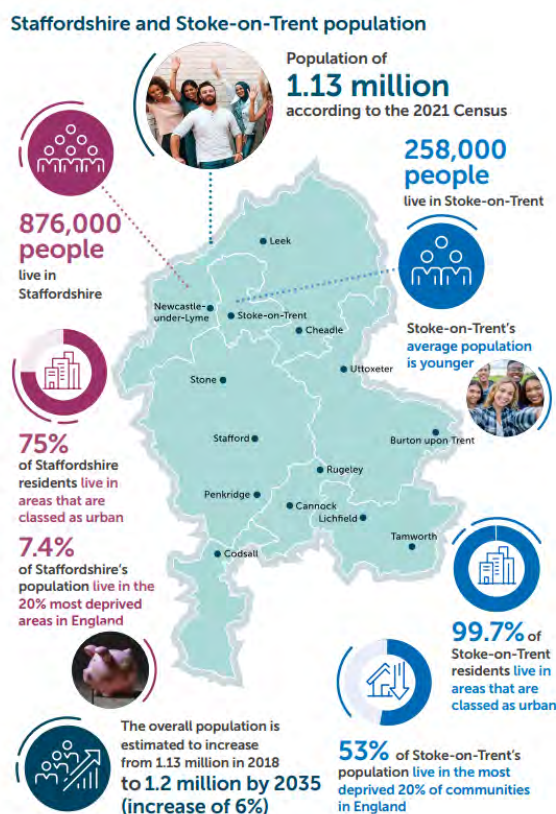 Staffordshire and Stoke-on-Trent population
Population of
1.13 million
according to the 2021 Census
258,000
people
live in Stoke-on-Trent
876,000
people
live in
Staffordshire
Leek
Newcastle-
under-Lyme
Stoke-on-Trent
Cheadle
Stoke-on-Trent's
average population
is younger
Uttoxeter
Stone
Stafford
Burton upon Trent
75%
of Staffordshire
residents live in
areas that are
classed as urban
Rugeley
Penkridge
Cannock
Lichfield
Tamworth
Codsall
7.4%
of Staffordshire's
population live in the
20% most deprived
areas in England
99.7% of
Stoke-on-Trent
residents live in
areas that are
classed as urban
The overall population is
estimated to increase
from 1.13 million in 2018
to 1.2 million by 2035
(increase of 6%)
53% of Stoke-on-Trent's
population live in the most
deprived 20% of communities
in England